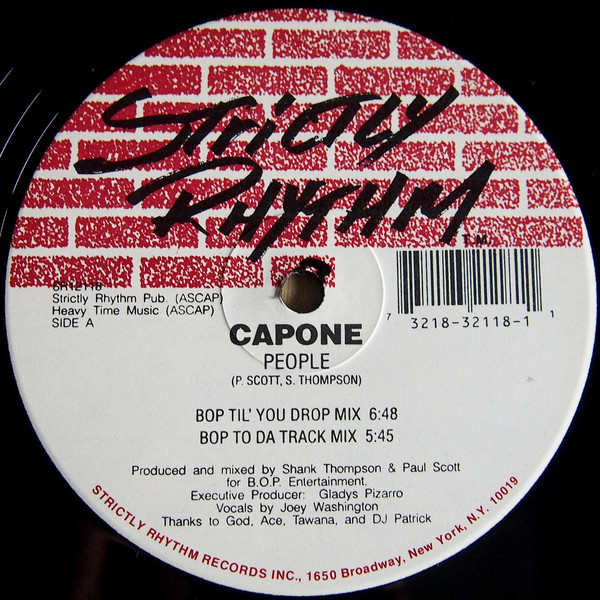 STRICTLY
RHYTHM
T.M.
SR12118
Strictly Rhythm Pub. (ASCAP)
Heavy Time Music (ASCAP)
SIDE A
7 3218-32118-1 1
CAPONE
PEOPLE
(P. SCOTT, S. THOMPSON)
BOP TIL' YOU DROP MIX 6:48
BOP TO DA TRACK MIX 5:45
Produced and mixed by Shank Thompson & Paul Scott
for B.O.P. Entertainment.
Executive Producer: Gladys Pizarro
Vocals by Joey Washington
Thanks to God, Ace, Tawana, and DJ Patrick
STRICTLY RHYTHM RECORDS INC., 1650 Broadway, New York, N.Y. 10019